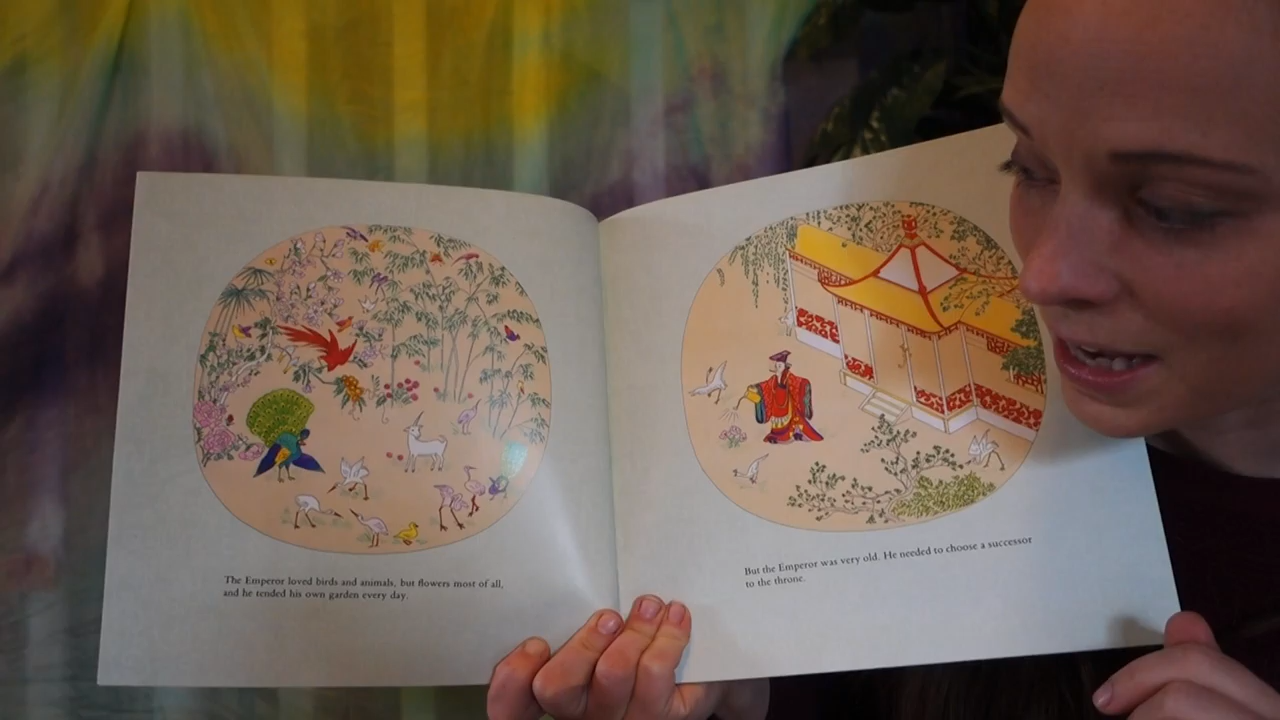 The Emperor loved birds and animals, but flowers most of all,
and he tended his own garden every day.
But the Emperor was very old. He needed to choose a successor
to the throne.